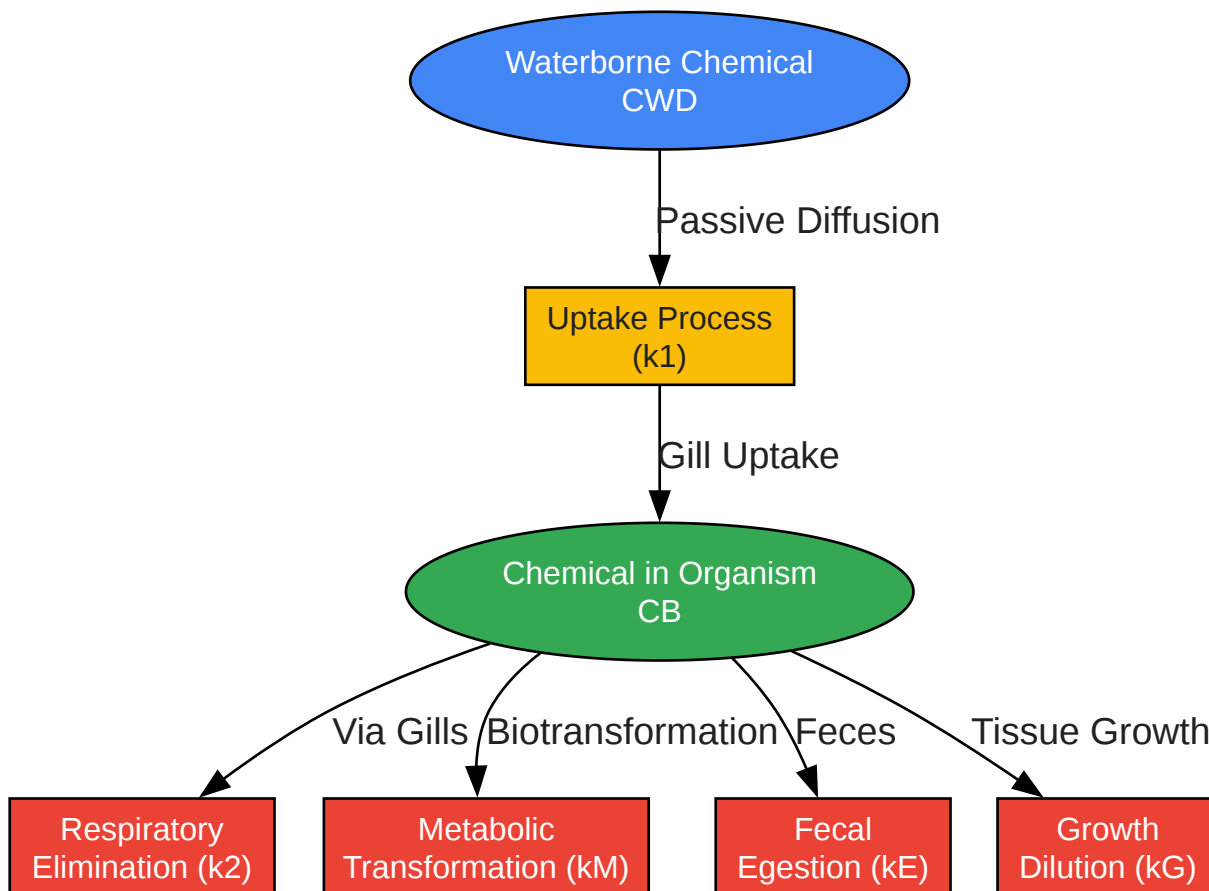 Waterborne Chemical
CWD
Passive Diffusion
Uptake Process
(k1)
Gill Uptake
Chemical in Organism
CB
Via Gills
Biotransformation
Feces
Tissue Growth
Respiratory
Elimination (k2)
Metabolic
Transformation (kM)
Fecal
Egestion (kE)
Growth
Dilution (kG)